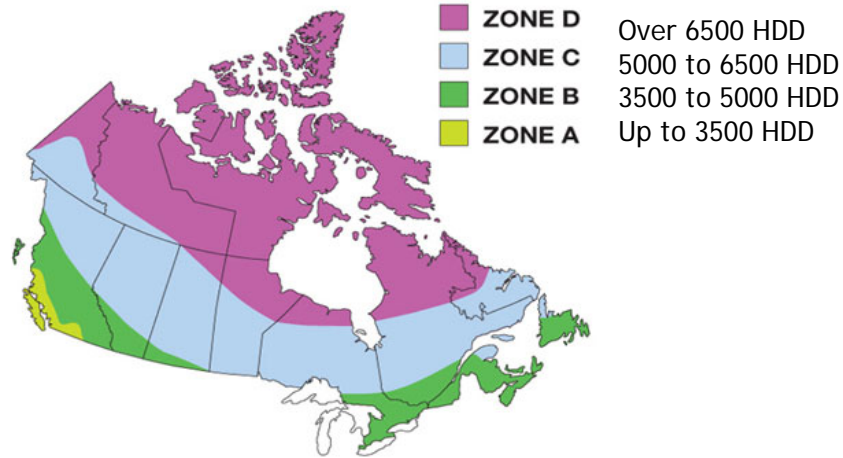 ZONE D Over 6500 HDD
ZONE C 5000 to 6500 HDD
ZONE B 3500 to 5000 HDD
ZONE A Up to 3500 HDD